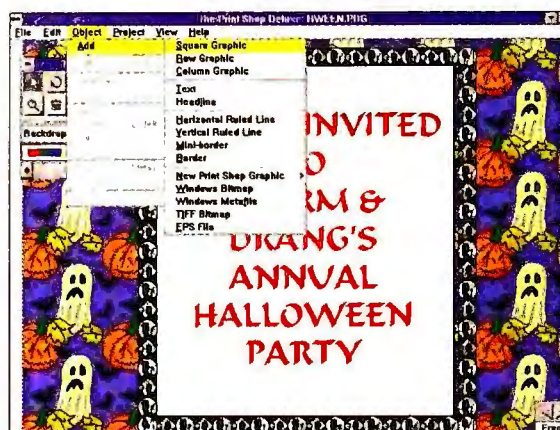 The Print Shop Deluxe: HWEEN.PDG
File Edit Object Project View Help
Add
Square Graphic
Row Graphic
Column Graphic
Text
Headline
Horizontal Ruled Line
Vertical Ruled Line
Mini-border
Border
New Print Shop Graphic
Windows Bitmap
Windows Metafile
TIFF Bitmap
EPS File
Backdrop
INVITED
O
RM &
DRANG'S
ANNUAL
HALLOWEEN
PARTY